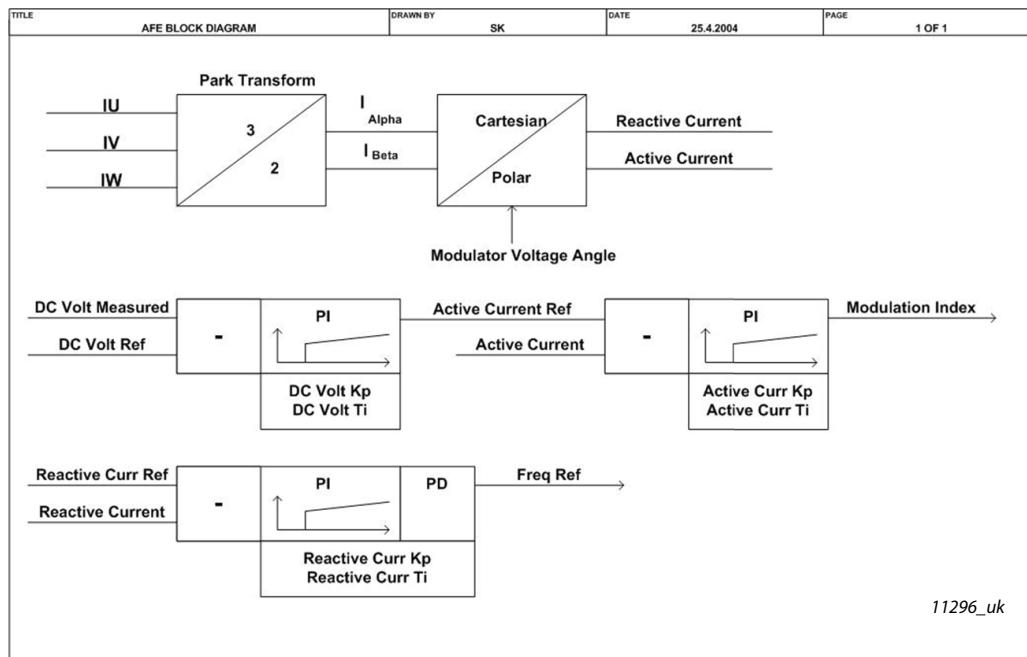 TITLE DRAWN BY DATE PAGE
AFE BLOCK DIAGRAM SK 25.4.2004 1 OF 1
Park Transform
IU
IV
IW
3
2
I Alpha
I Beta
Cartesian
Polar
Reactive Current
Active Current
Modulator Voltage Angle
DC Volt Measured
DC Volt Ref
-
PI
DC Volt Kp
DC Volt Ti
Active Current Ref
Active Current
-
PI
Active Curr Kp
Active Curr Ti
Modulation Index
Reactive Curr Ref
Reactive Current
-
PI
PD
Reactive Curr Kp
Reactive Curr Ti
Freq Ref
11296_uk